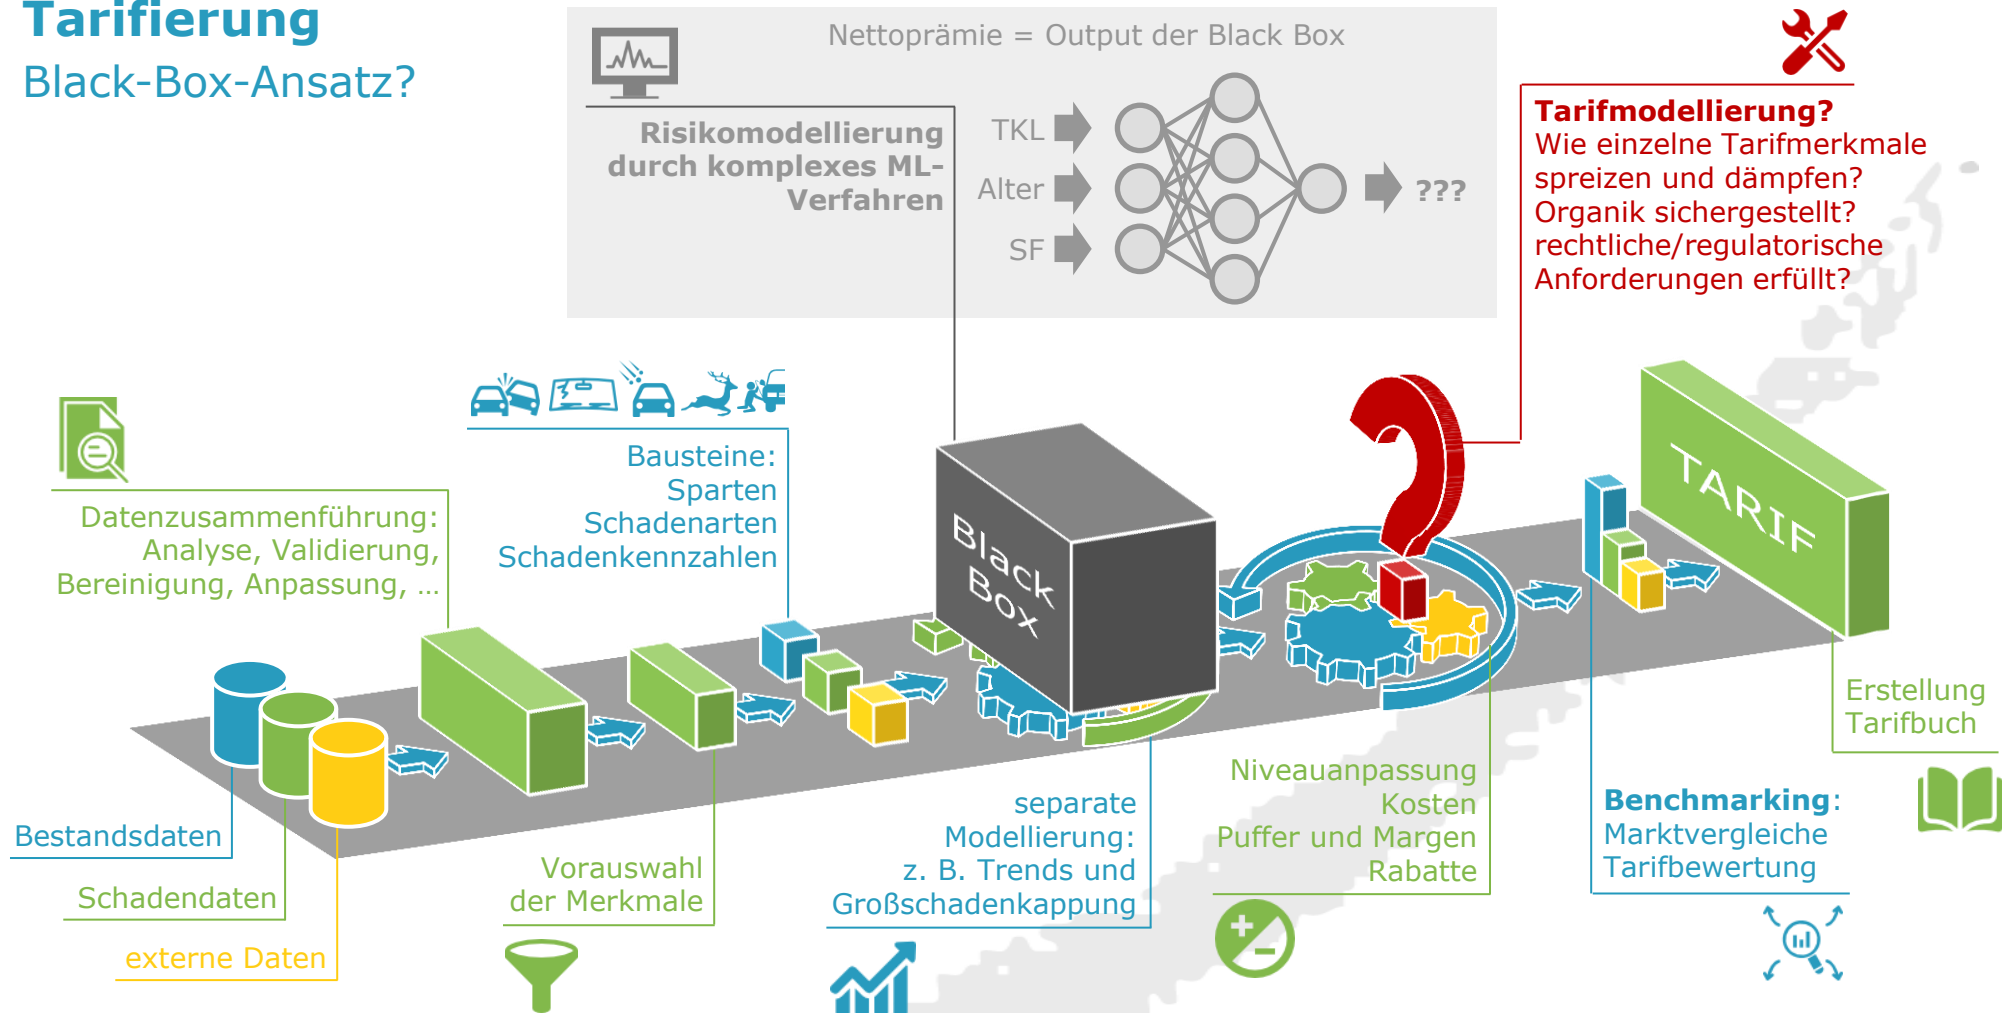 Tarifierung
Black-Box-Ansatz?
Nettoprämie = Output der Black Box
Risikomodellierung
durch komplexes ML-
Verfahren
TKL
Alter
SF
???
Tarifmodellierung?
Wie einzelne Tarifmerkmale
spreizen und dämpfen?
Organik sichergestellt?
rechtliche/regulatorische
Anforderungen erfüllt?
Datenzusammenführung:
Analyse, Validierung,
Bereinigung, Anpassung, …
Bausteine:
Sparten
Schadenarten
Schadenkennzahlen
Black
Box
?
TARIF
Bestandsdaten
Schadendaten
externe Daten
Vorauswahl
der Merkmale
separate
Modellierung:
z. B. Trends und
Großschadenkappung
Niveauanpassung
Kosten
Puffer und Margen
Rabatte
Benchmarking:
Marktvergleiche
Tarifbewertung
Erstellung
Tarifbuch